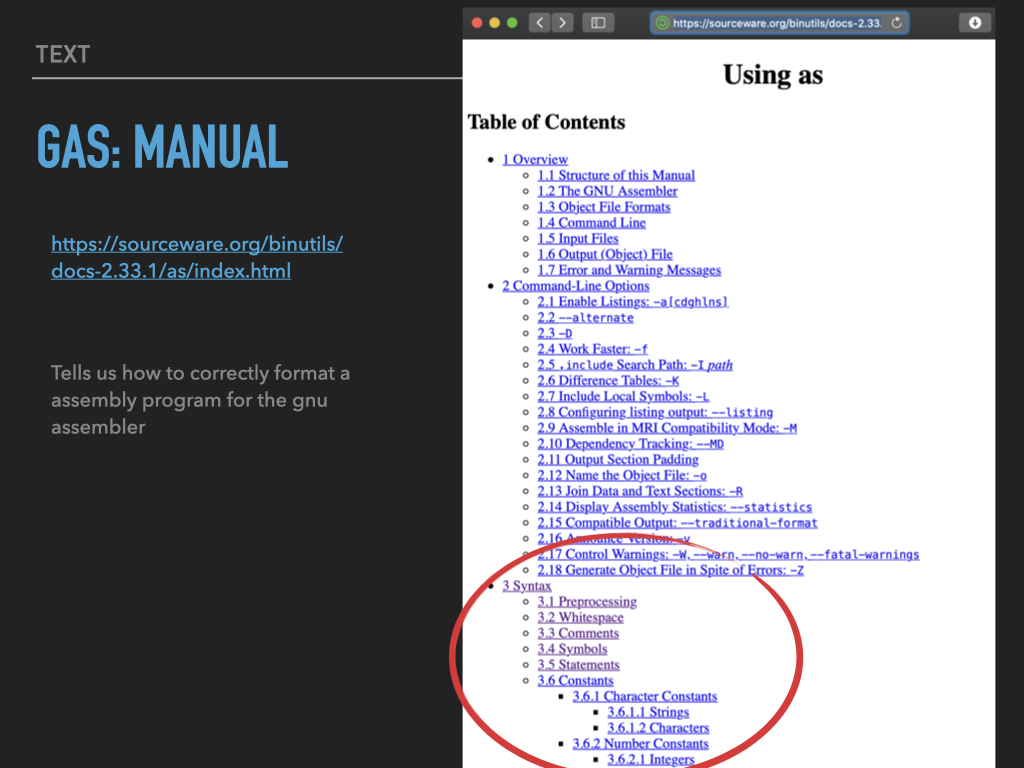 TEXT
GAS: MANUAL
https://sourceware.org/binutils/
docs-2.33.1/as/index.html
Tells us how to correctly format a
assembly program for the gnu
assembler
https://sourceware.org/binutils/docs-2.33.
Using as
Table of Contents
1 Overview
1.1 Structure of this Manual
1.2 The GNU Assembler
1.3 Object File Formats
1.4 Command Line
1.5 Input Files
1.6 Output (Object) File
1.7 Error and Warning Messages
2 Command-Line Options
2.1 Enable Listings: -a[cdghlns]
2.2 --alternate
2.3 -D
2.4 Work Faster: -f
2.5 .include Search Path: -I path
2.6 Difference Tables: -K
2.7 Include Local Symbols: -L
2.8 Configuring listing output: --listing
2.9 Assemble in MRI Compatibility Mode: -M
2.10 Dependency Tracking: --MD
2.11 Output Section Padding
2.12 Name the Object File: -o
2.13 Join Data and Text Sections: -R
2.14 Display Assembly Statistics: --statistics
2.15 Compatible Output: --traditional-format
2.16 Announce Version: -v
2.17 Control Warnings: -W, --warn, --no-warn, --fatal-warnings
2.18 Generate Object File in Spite of Errors: -Z
3 Syntax
3.1 Preprocessing
3.2 Whitespace
3.3 Comments
3.4 Symbols
3.5 Statements
3.6 Constants
3.6.1 Character Constants
3.6.1.1 Strings
3.6.1.2 Characters
3.6.2 Number Constants
3.6.2.1 Integers